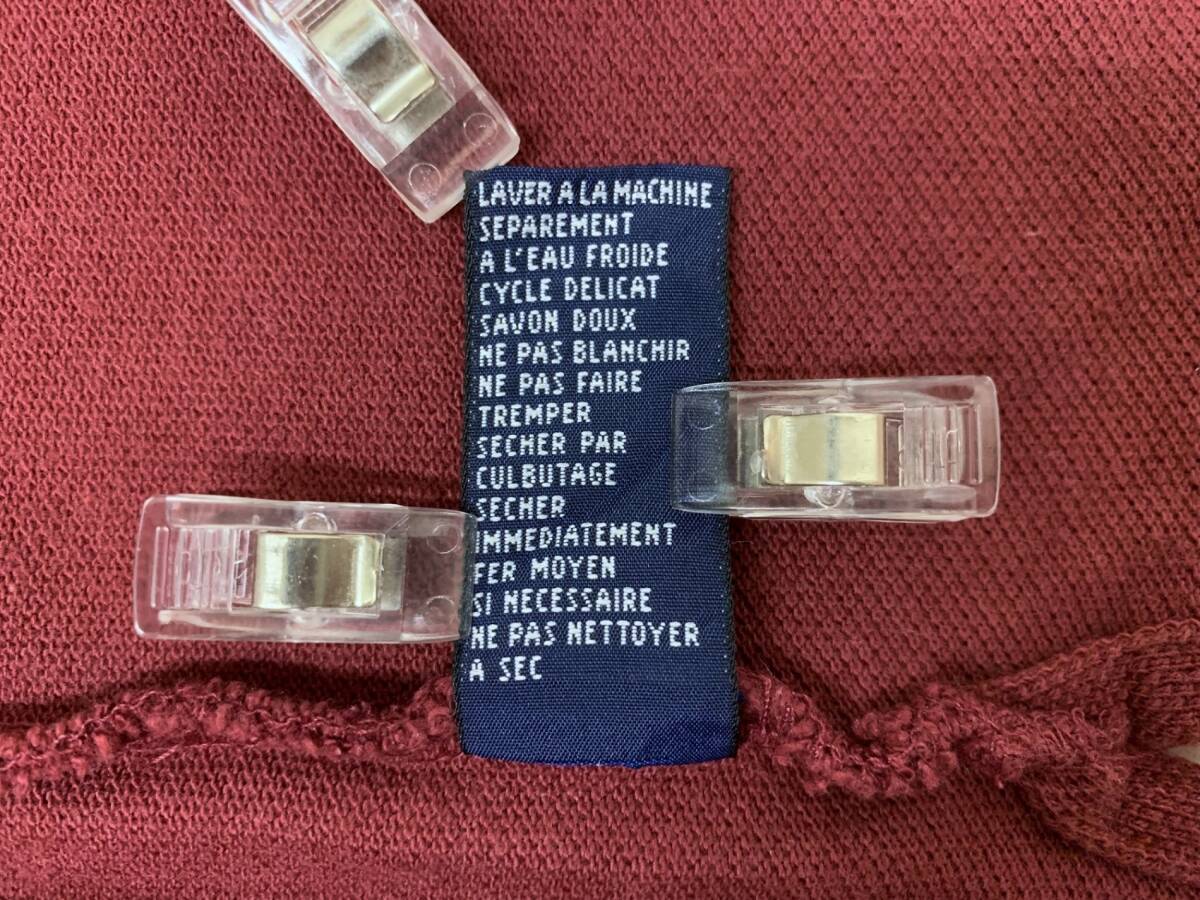 LAVER A LA MACHINE
SEPAREMENT
A L'EAU FROIDE
CYCLE DELICAT
SAVON DOUX
NE PAS BLANCHIR
NE PAS FAIRE
TREMPER
SECHER PAR
CULBUTAGE
SECHER
IMMEDIATEMENT
FER MOYEN
SI NECESSAIRE
NE PAS NETTOYER
A SEC